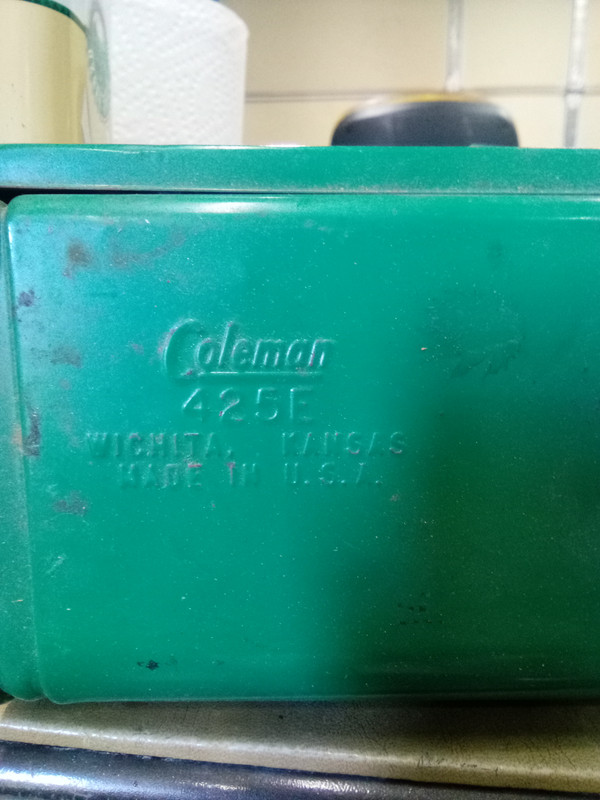 Coleman
425E
WICHITA, KANSAS
MADE IN U.S.A.